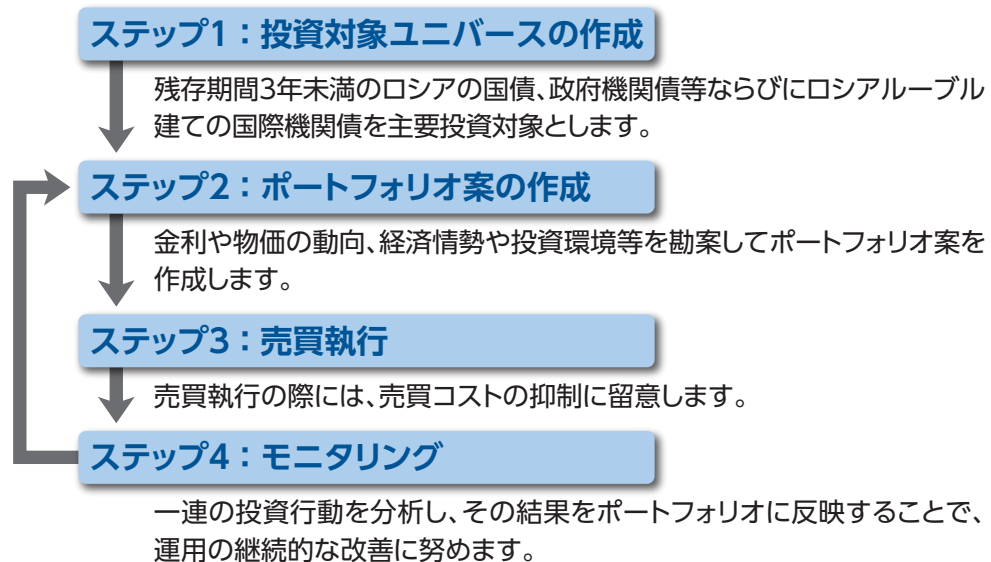 ステップ1：投資対象ユニバースの作成
残存期間3年未満のロシアの国債、政府機関債等ならびにロシアルーブル
建ての国際機関債を主要投資対象とします。
ステップ2：ポートフォリオ案の作成
金利や物価の動向、経済情勢や投資環境等を勘案してポートフォリオ案を
作成します。
ステップ3：売買執行
売買執行の際には、売買コストの抑制に留意します。
ステップ4：モニタリング
一連の投資行動を分析し、その結果をポートフォリオに反映することで、
運用の継続的な改善に努めます。